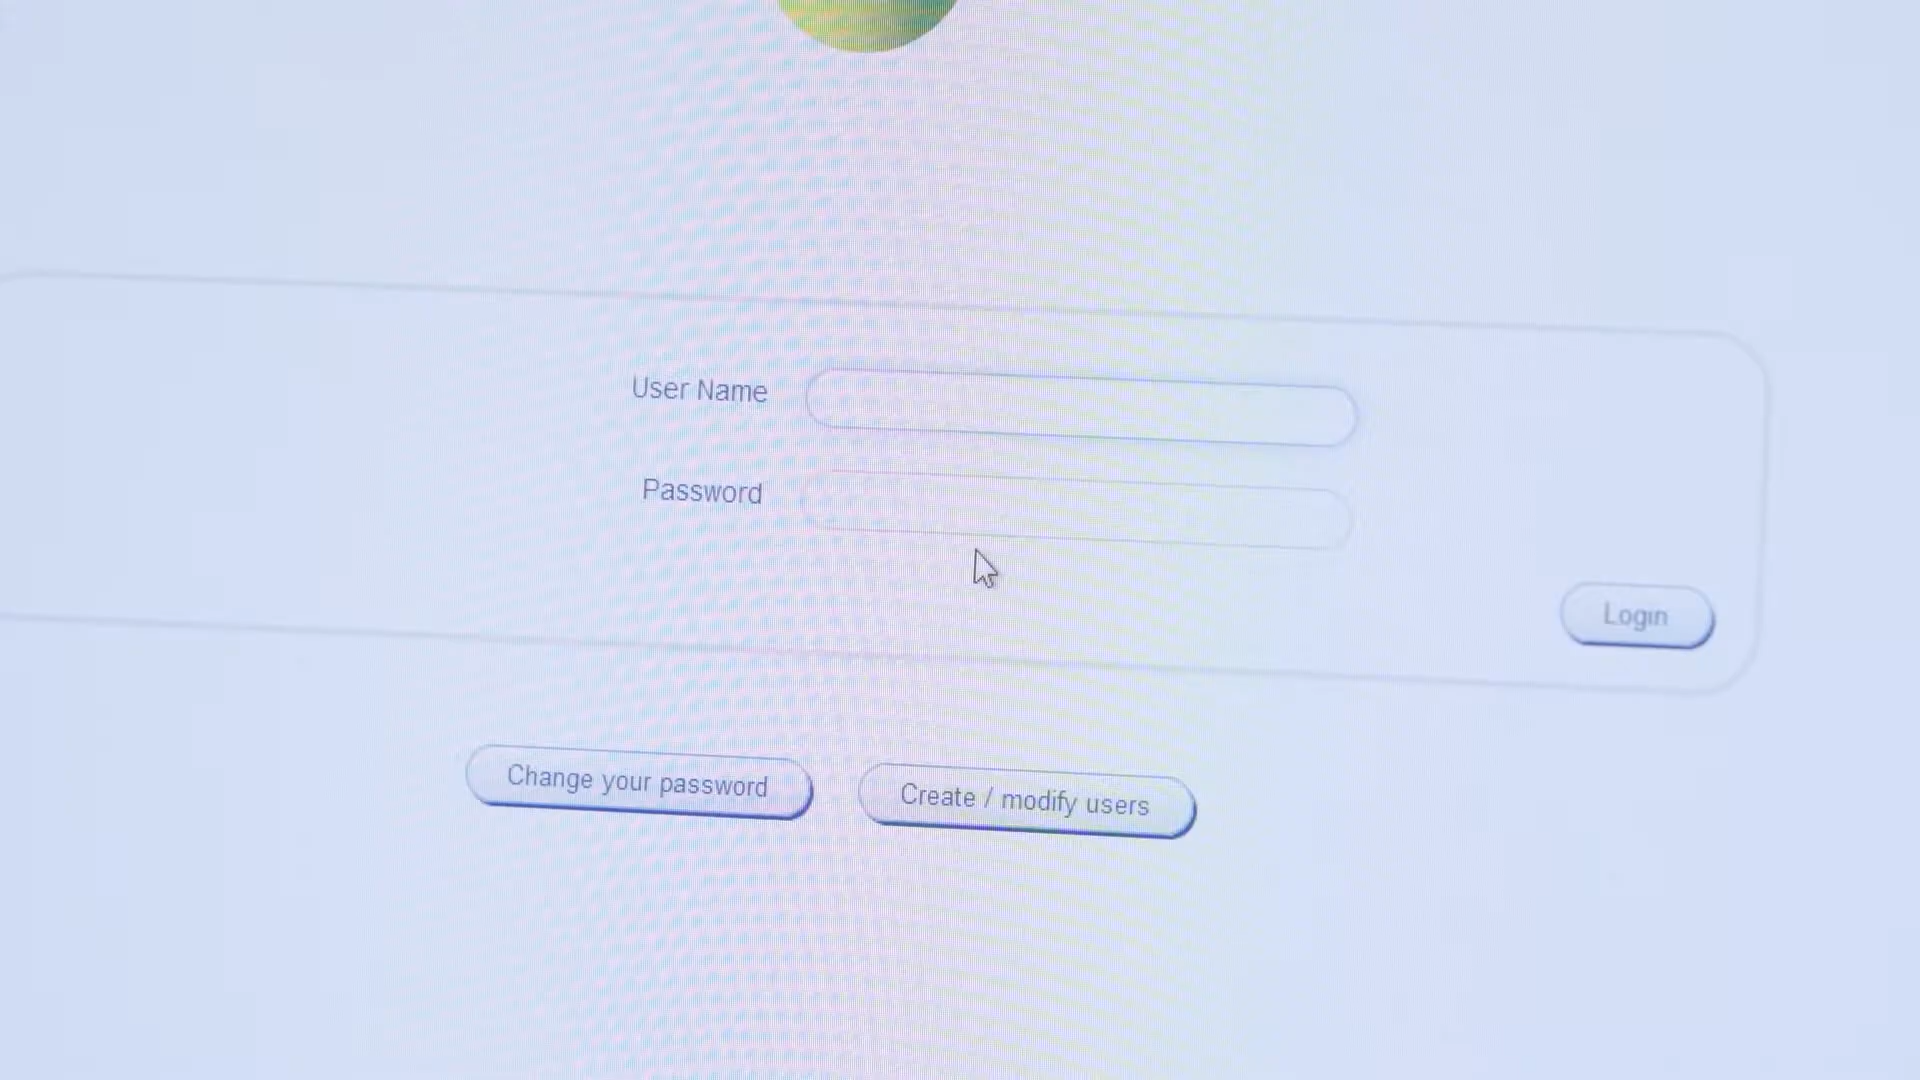 User Name
Password
Login
Change your password
Create / modify users